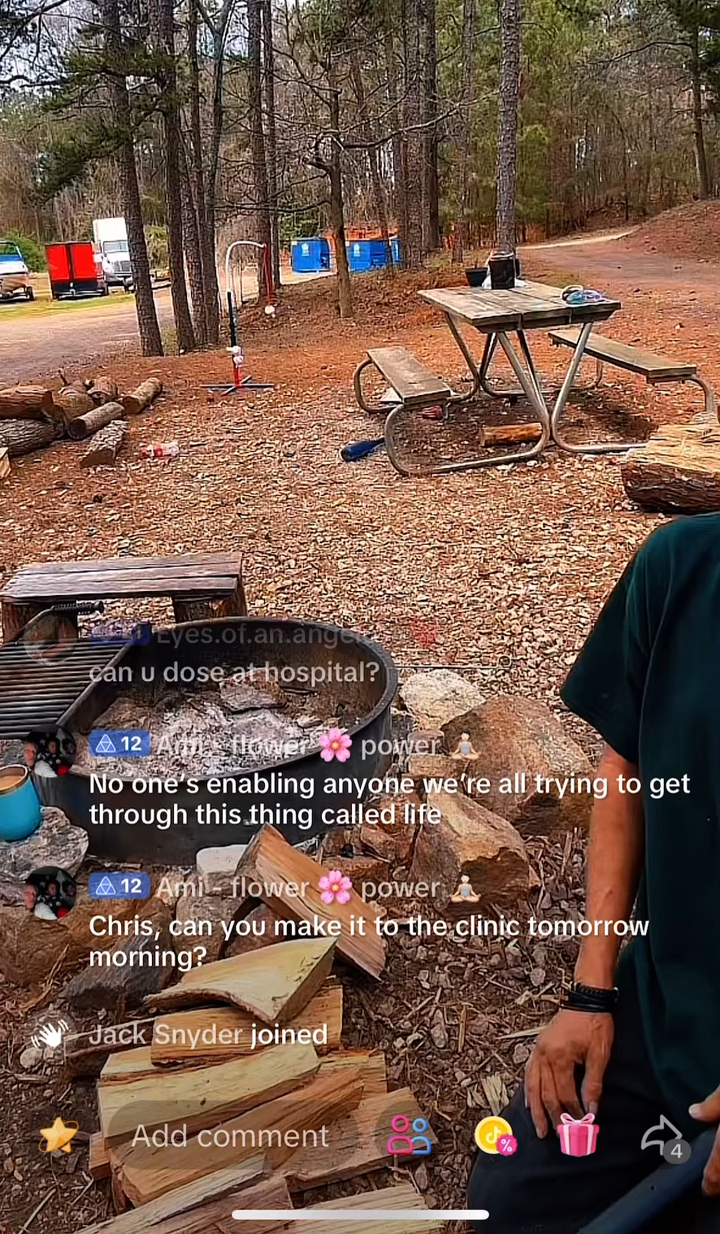 Eyes.of.an.ange
can u dose at hospital?
12 Ami - flower 🌸 power 🧘
No one's enabling anyone we're all trying to get
through this thing called life
12 Ami - flower 🌸 power 🧘
Chris, can you make it to the clinic tomorrow
morning?
Jack Snyder joined
Add comment
%
4